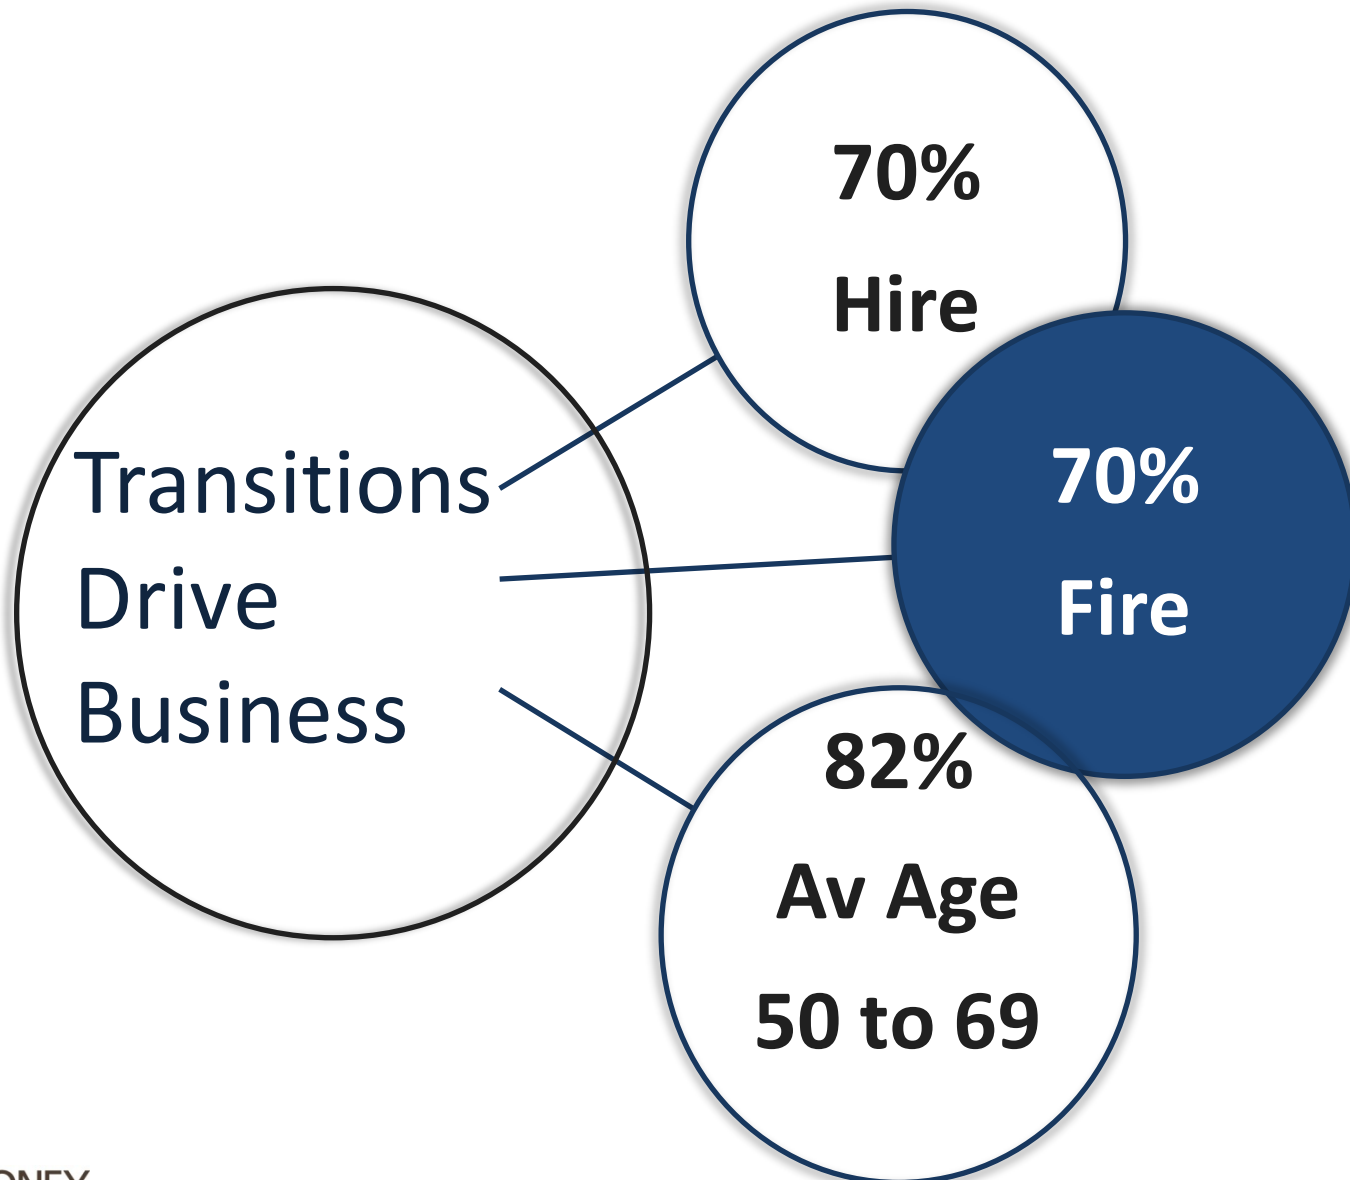 70%
Hire
Transitions
Drive
Business
70%
Fire
82%
Av Age
50 to 69